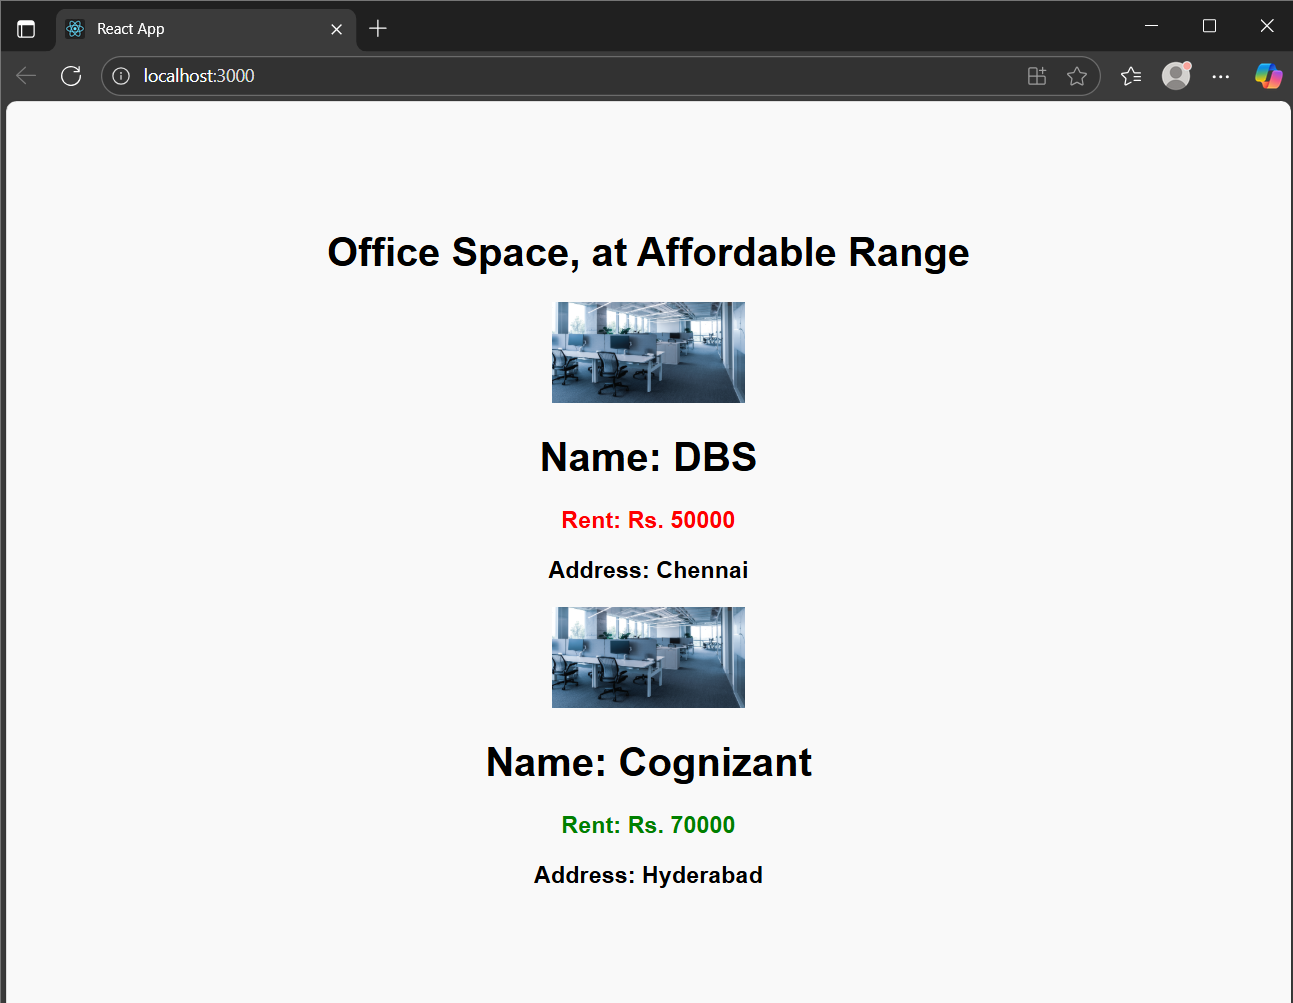 React App
localhost:3000
Office Space, at Affordable Range
Name: DBS
Rent: Rs. 50000
Address: Chennai
Name: Cognizant
Rent: Rs. 70000
Address: Hyderabad